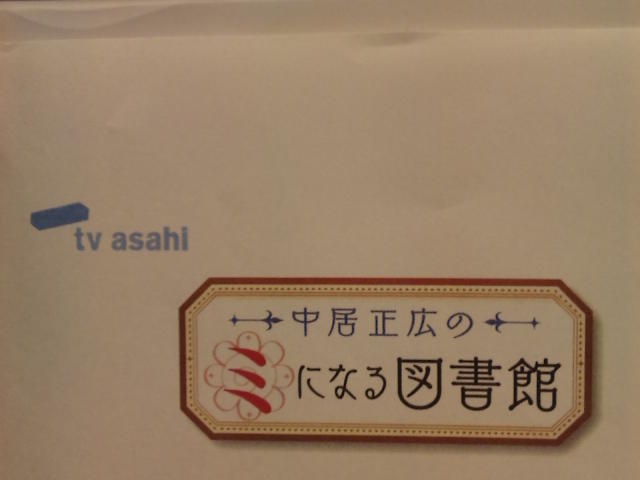 tv asahi
中居正広の
ミになる図書館